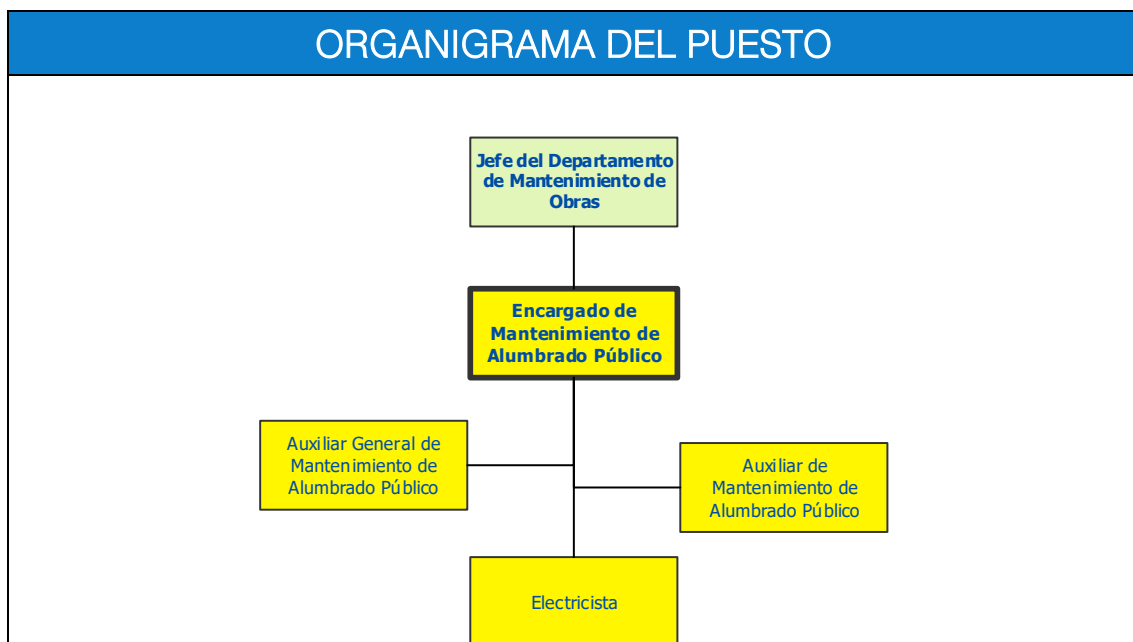 ORGANIGRAMA DEL PUESTO
Jefe del Departamento
de Mantenimiento de
Obras
Encargado de
Mantenimiento de
Alumbrado Público
Auxiliar General de
Mantenimiento de
Alumbrado Público
Auxiliar de
Mantenimiento de
Alumbrado Público
Electricista